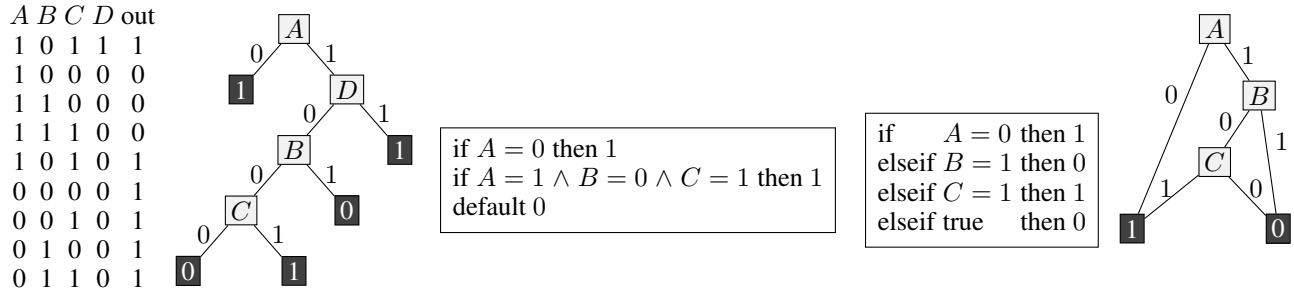 A B C D out
1 0 1 1 1
1 0 0 0 0
1 1 0 0 0
1 1 1 0 0
1 0 1 0 1
0 0 0 0 1
0 0 1 0 1
0 1 0 0 1
0 1 1 0 1
A
0 1
1 D
0 1
B 1
0 1
C 0
0 1
0 1
if A = 0 then 1
if A = 1 ∧ B = 0 ∧ C = 1 then 1
default 0
if A = 0 then 1
elseif B = 1 then 0
elseif C = 1 then 1
elseif true then 0
A
1
0 B
0
1
C
1 0
1 0